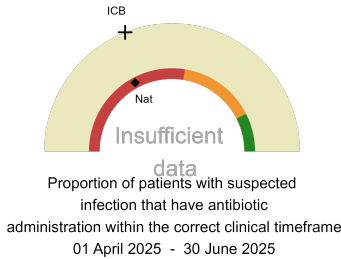 ICB
Nat
Insufficient
data
Proportion of patients with suspected
infection that have antibiotic
administration within the correct clinical timeframe
01 April 2025 - 30 June 2025